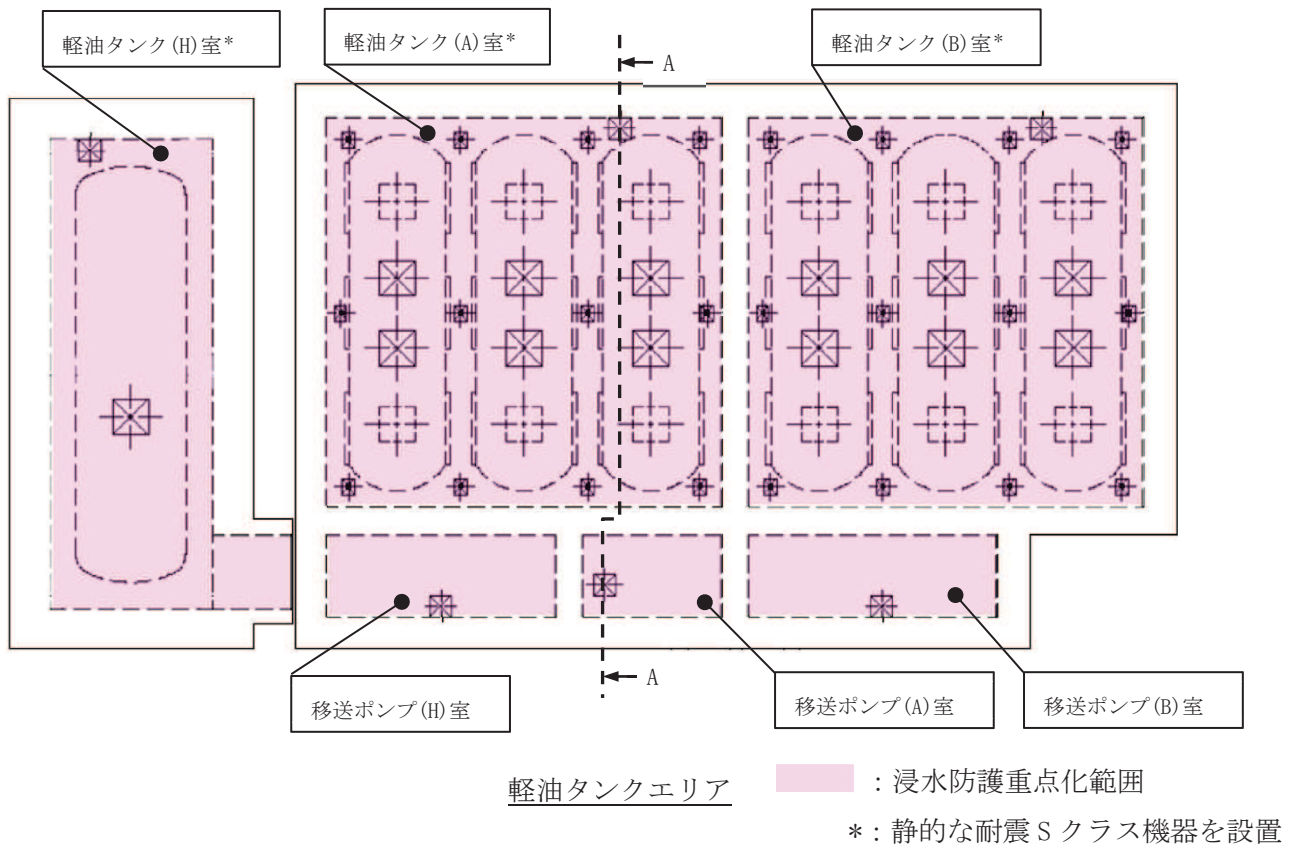 軽油タンク(H)室*
軽油タンク(A)室*
軽油タンク(B)室*
A
A
移送ポンプ(H)室
移送ポンプ(A)室
移送ポンプ(B)室
軽油タンクエリア
：浸水防護重点化範囲
*：静的な耐震Sクラス機器を設置